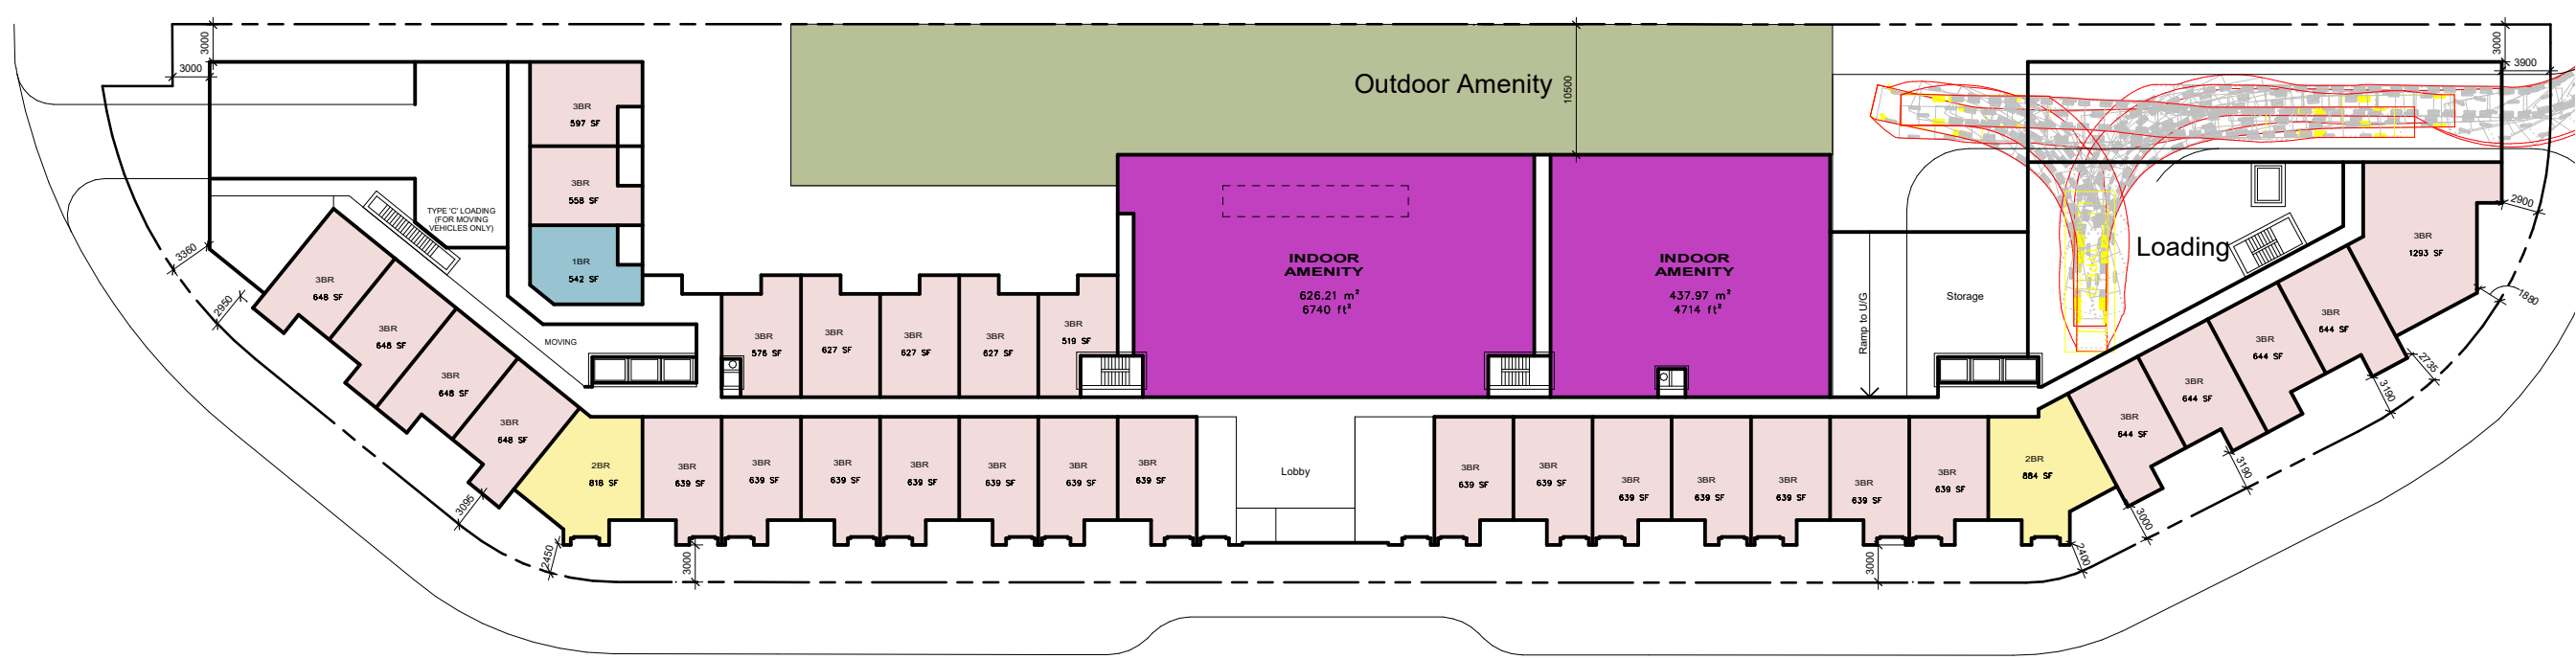 3000
3000
Outdoor Amenity
10500
3000
3900
3BR
597 SF
3BR
558 SF
1BR
542 SF
TYPE 'C' LOADING
(FOR MOVING
VEHICLES ONLY)
MOVING
3360
2950
3BR
648 SF
3BR
648 SF
3BR
648 SF
3BR
648 SF
3095
2450
3BR
576 SF
3BR
627 SF
3BR
627 SF
3BR
627 SF
3BR
519 SF
INDOOR
AMENITY
626.21 m²
6740 ft²
INDOOR
AMENITY
437.97 m²
4714 ft²
Ramp to U/G
Storage
Loading
3BR
1293 SF
2900
1880
3BR
644 SF
3BR
644 SF
3BR
644 SF
3BR
644 SF
2735
3190
3190
3000
2400
2BR
818 SF
3BR
639 SF
3BR
639 SF
3BR
639 SF
3BR
639 SF
3BR
639 SF
3BR
639 SF
3BR
639 SF
Lobby
3BR
639 SF
3BR
639 SF
3BR
639 SF
3BR
639 SF
3BR
639 SF
3BR
639 SF
3BR
639 SF
2BR
884 SF
3000
3000